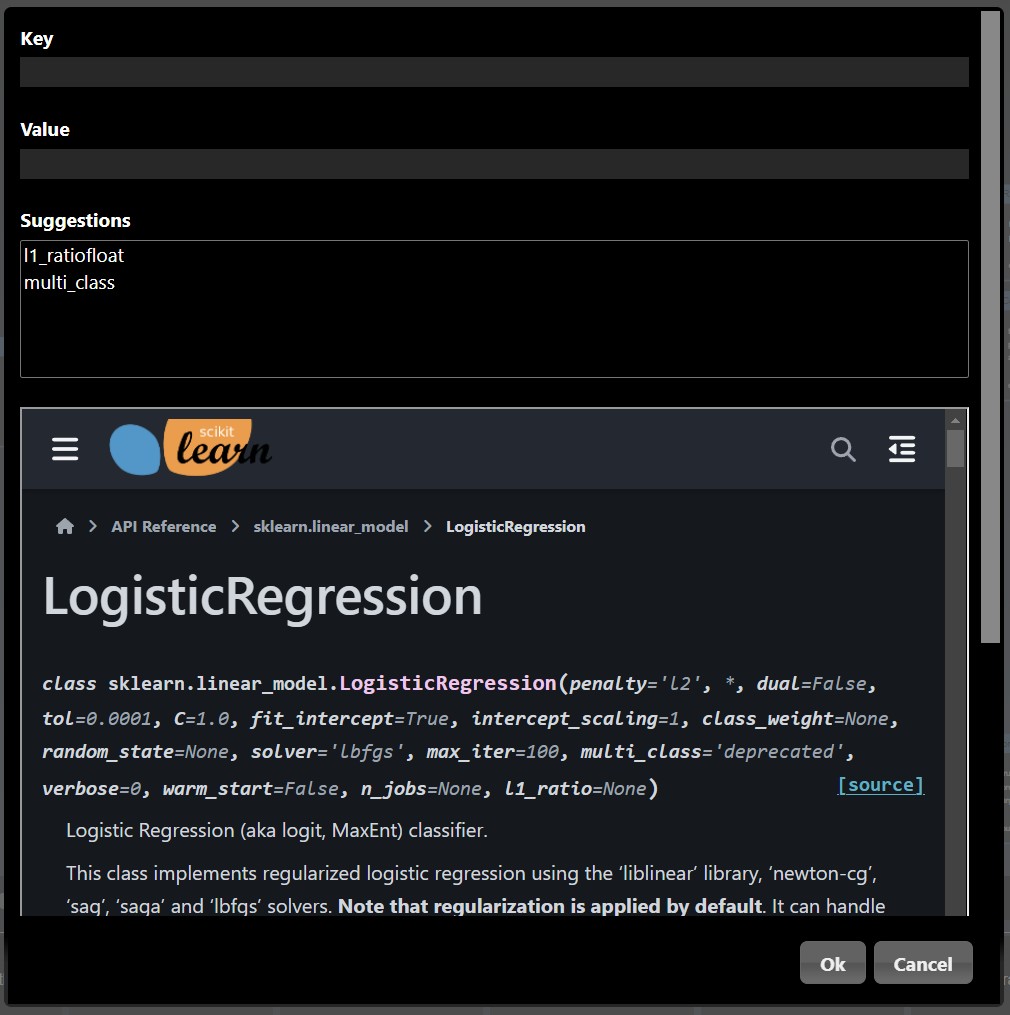 Key
Value
Suggestions
l1_ratiofloat
multi_class
scikit
learn
API Reference > sklearn.linear_model > LogisticRegression
LogisticRegression
class sklearn.linear_model.LogisticRegression(penalty='l2', *, dual=False,
tol=0.0001, C=1.0, fit_intercept=True, intercept_scaling=1, class_weight=None,
random_state=None, solver='lbfgs', max_iter=100, multi_class='deprecated',
verbose=0, warm_start=False, n_jobs=None, l1_ratio=None)
[source]
Logistic Regression (aka logit, MaxEnt) classifier.
This class implements regularized logistic regression using the ‘liblinear’ library, ‘newton-cg’,
‘sag’, ‘saga’ and ‘lbfgs’ solvers. Note that regularization is applied by default. It can handle
Ok
Cancel